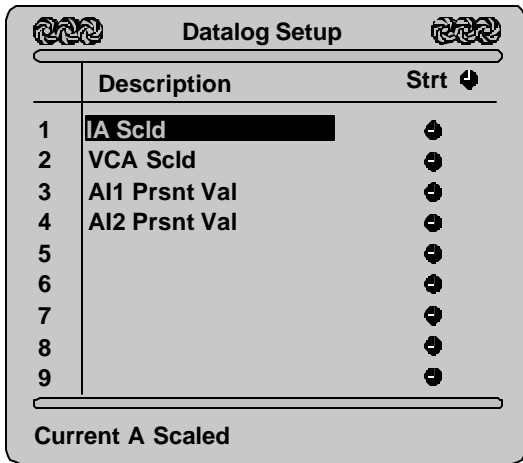 Datalog Setup
Description Strt
1 IA Scld
2 VCA Scld
3 AI1 Prsnt Val
4 AI2 Prsnt Val
5
6
7
8
9
Current A Scaled